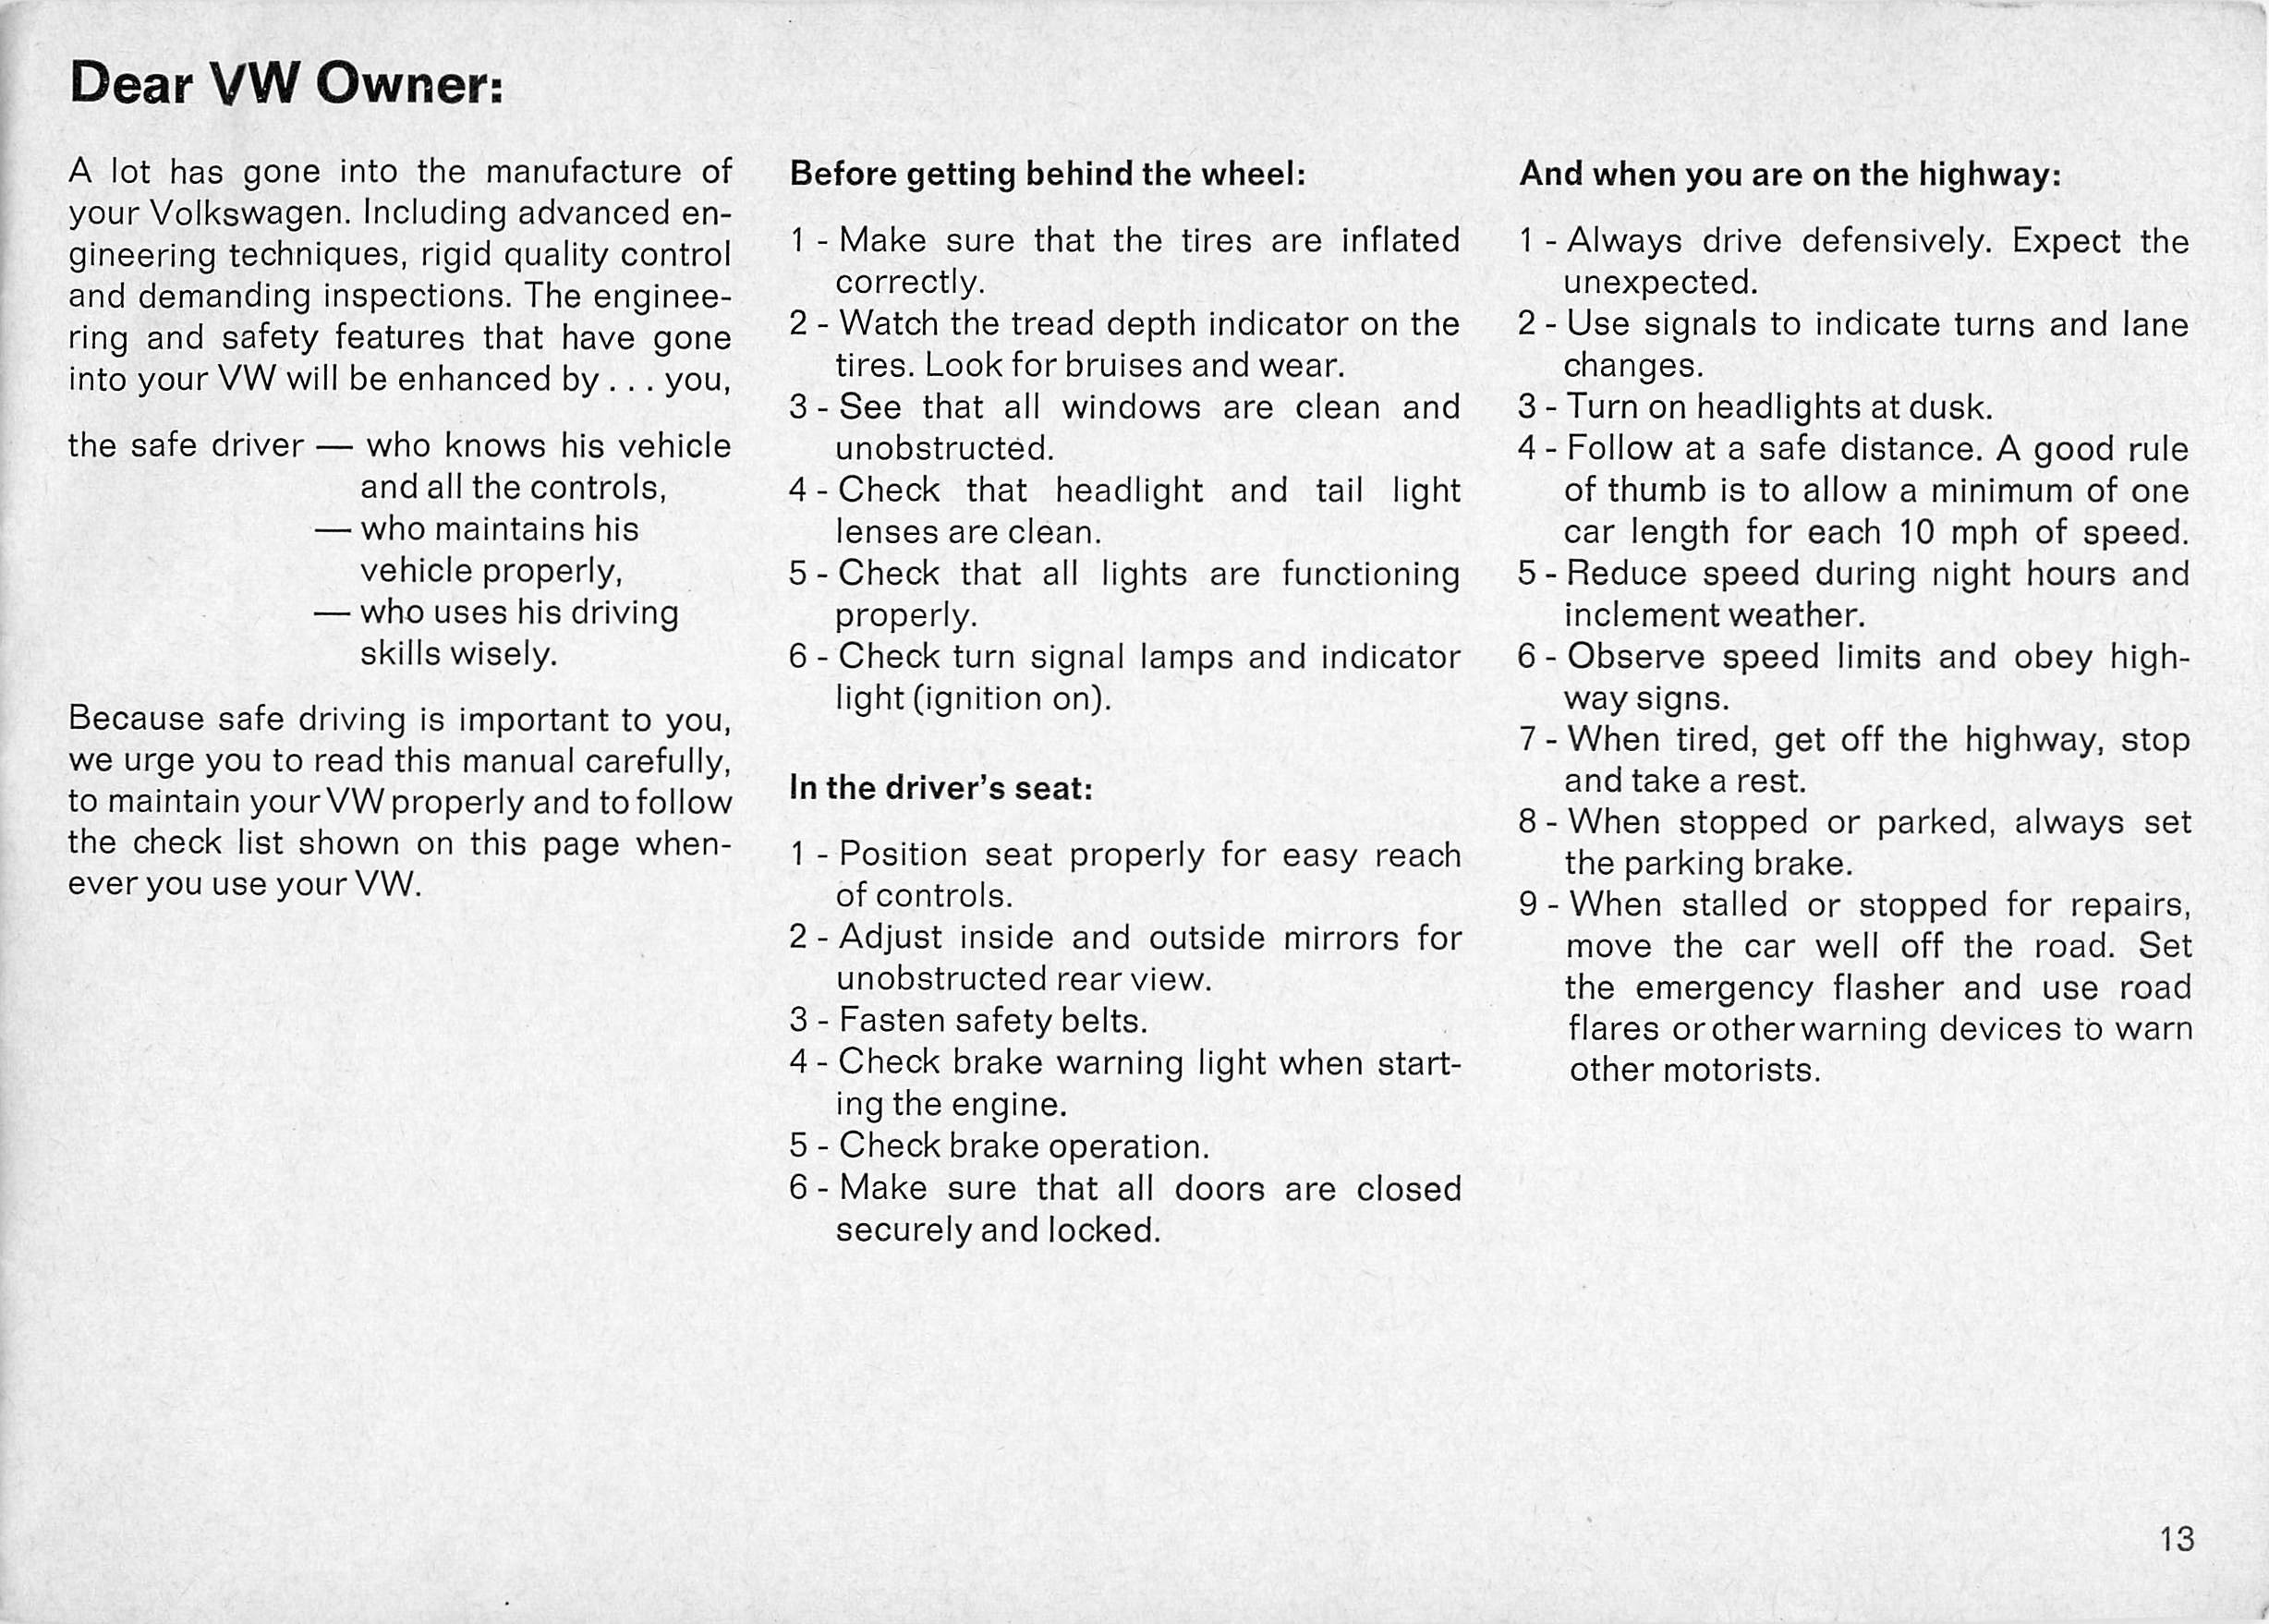 Dear VW Owner:
A lot has gone into the manufacture of
your Volkswagen. Including advanced en-
gineering techniques, rigid quality control
and demanding inspections. The enginee-
ring and safety features that have gone
into your VW will be enhanced by . . . you,
the safe driver — who knows his vehicle
and all the controls,
— who maintains his
vehicle properly,
— who uses his driving
skills wisely.
Because safe driving is important to you,
we urge you to read this manual carefully,
to maintain your VW properly and to follow
the check list shown on this page when-
ever you use your VW.
Before getting behind the wheel:
1 - Make sure that the tires are inflated
correctly.
2 - Watch the tread depth indicator on the
tires. Look for bruises and wear.
3 - See that all windows are clean and
unobstructed.
4 - Check that headlight and tail light
lenses are clean.
5 - Check that all lights are functioning
properly.
6 - Check turn signal lamps and indicator
light (ignition on).
In the driver's seat:
1 - Position seat properly for easy reach
of controls.
2 - Adjust inside and outside mirrors for
unobstructed rear view.
3 - Fasten safety belts.
4 - Check brake warning light when start-
ing the engine.
5 - Check brake operation.
6 - Make sure that all doors are closed
securely and locked.
And when you are on the highway:
1 - Always drive defensively. Expect the
unexpected.
2 - Use signals to indicate turns and lane
changes.
3 - Turn on headlights at dusk.
4 - Follow at a safe distance. A good rule
of thumb is to allow a minimum of one
car length for each 10 mph of speed.
5 - Reduce speed during night hours and
inclement weather.
6 - Observe speed limits and obey high-
way signs.
7 - When tired, get off the highway, stop
and take a rest.
8 - When stopped or parked, always set
the parking brake.
9 - When stalled or stopped for repairs,
move the car well off the road. Set
the emergency flasher and use road
flares or other warning devices to warn
other motorists.
13